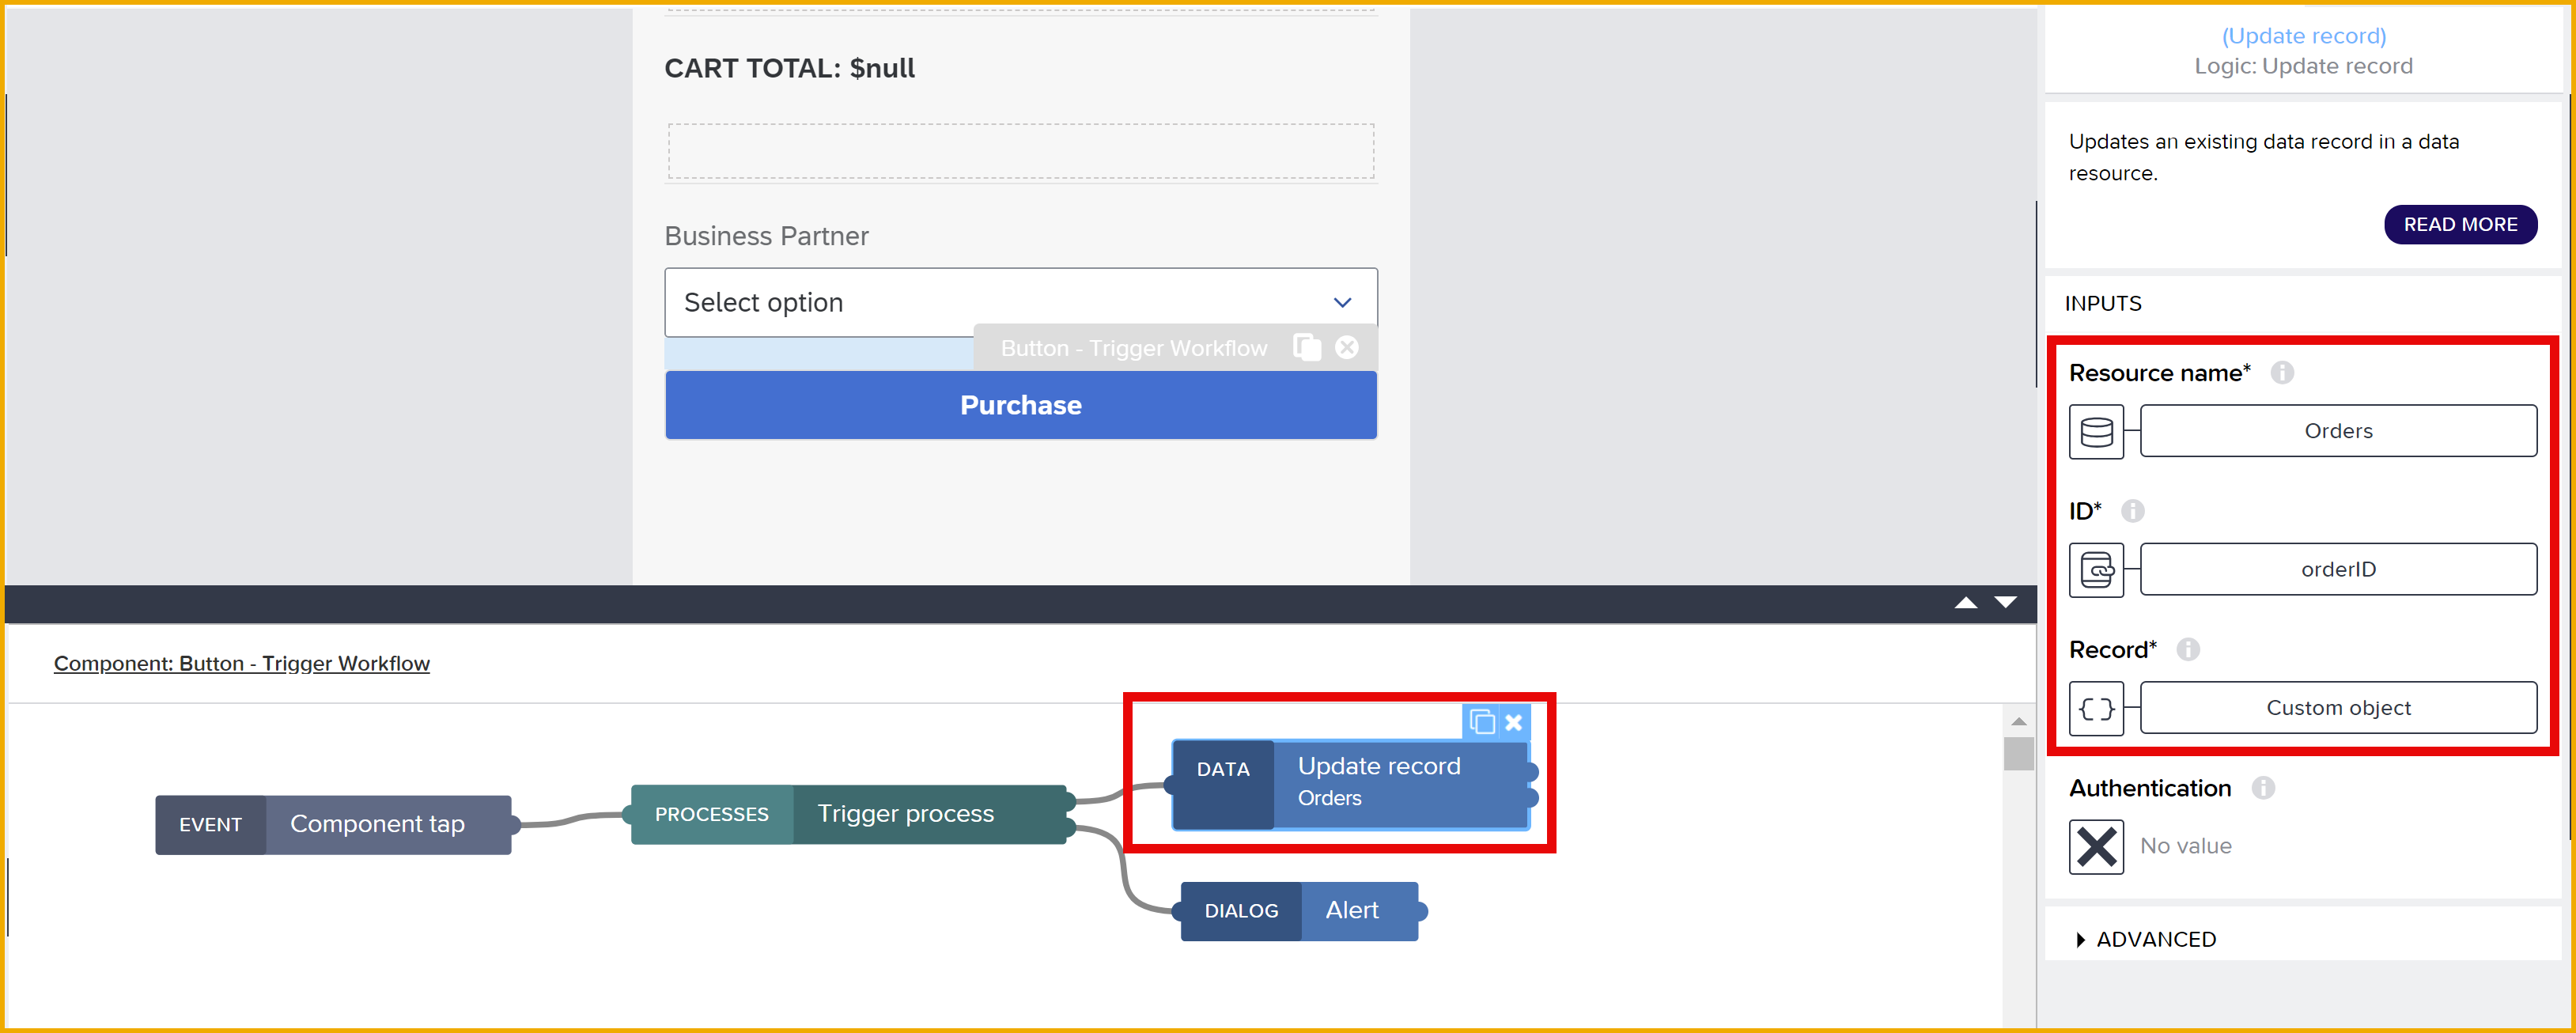 CART TOTAL: $null
Business Partner
Select option
Button - Trigger Workflow
Purchase
Component: Button - Trigger Workflow
EVENT Component tap
PROCESSES Trigger process
DATA Update record
Orders
DIALOG Alert
(Update record)
Logic: Update record
Updates an existing data record in a data
resource.
READ MORE
INPUTS
Resource name*
Orders
ID*
orderID
Record*
Custom object
Authentication
No value
ADVANCED